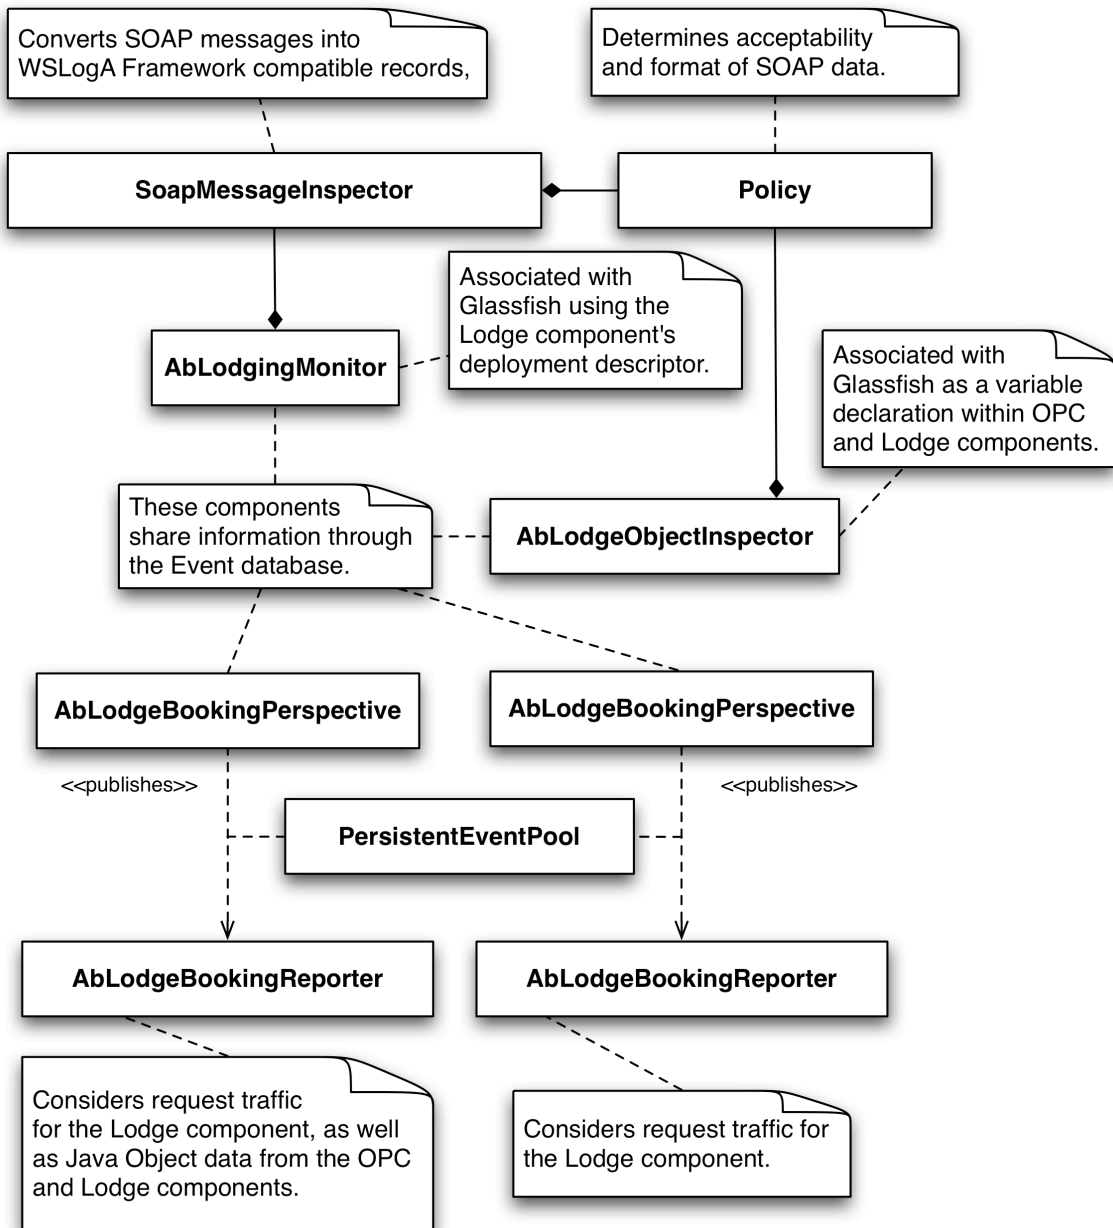 Converts SOAP messages into
WSLogA Framework compatible records,
Determines acceptability
and format of SOAP data.
SoapMessageInspector
Policy
Associated with
Glassfish using the
Lodge component's
deployment descriptor.
AbLodgingMonitor
Associated with
Glassfish as a variable
declaration within OPC
and Lodge components.
These components
share information through
the Event database.
AbLodgeObjectInspector
AbLodgeBookingPerspective
AbLodgeBookingPerspective
<<publishes>>
<<publishes>>
PersistentEventPool
AbLodgeBookingReporter
AbLodgeBookingReporter
Considers request traffic
for the Lodge component, as well
as Java Object data from the OPC
and Lodge components.
Considers request traffic for
the Lodge component.